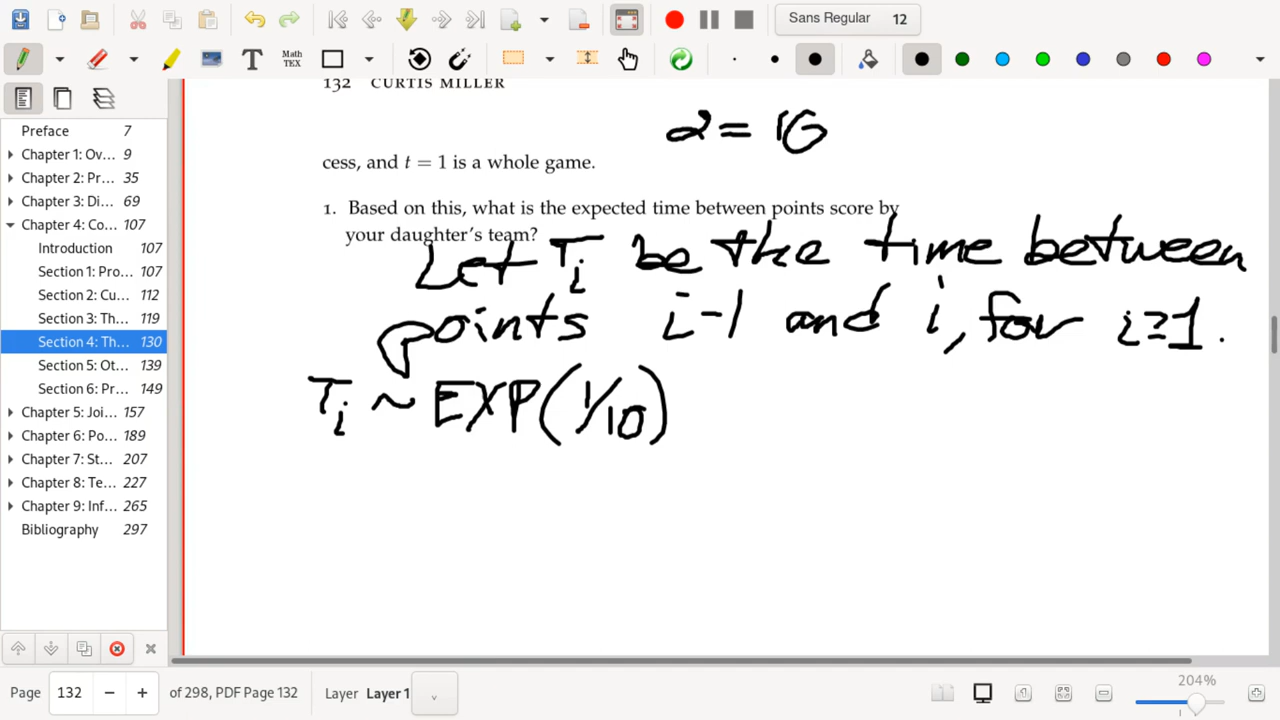 Sans Regular 12
Math
TEX
Preface 7
Chapter 1: Ov... 9
Chapter 2: Pr... 35
Chapter 3: Di... 69
Chapter 4: Co... 107
Introduction 107
Section 1: Pro... 107
Section 2: Cu... 112
Section 3: Th... 119
Section 4: Th... 130
Section 5: Ot... 139
Section 6: Pr... 149
Chapter 5: Joi... 157
Chapter 6: Po... 189
Chapter 7: St... 207
Chapter 8: Te... 227
Chapter 9: Inf... 265
Bibliography 297
132 CURTIS MILLER
cess, and t = 1 is a whole game.
1. Based on this, what is the expected time between points score by
your daughter's team?
Let Ti be the time between
points i-1 and i, for i≥1.
Ti ~ EXP(1/10)
Page 132 of 298, PDF Page 132 Layer Layer 1
204%